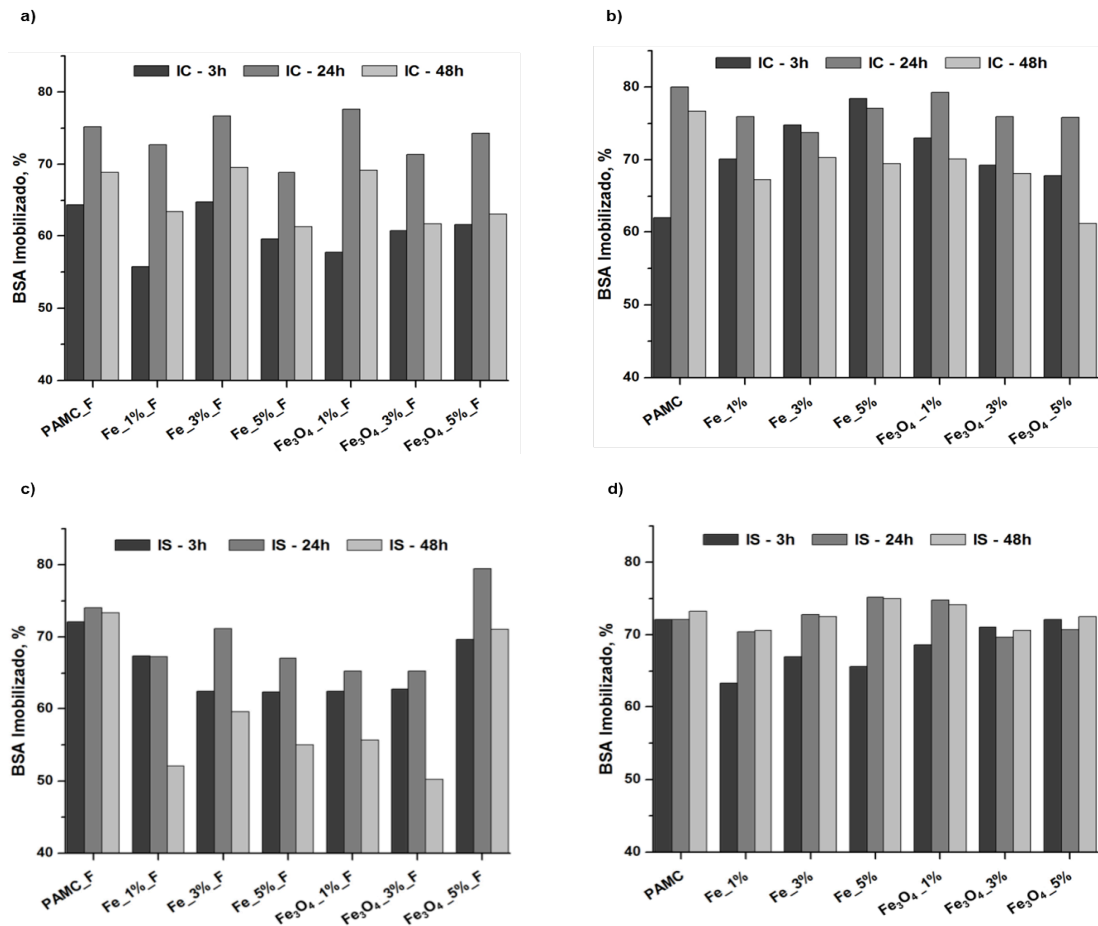 a)
IC - 3h IC - 24h IC - 48h
BSA Imobilizado, %
80
70
60
50
40
PAMC_F Fe_1%_F Fe_3%_F Fe_5%_F Fe₃O₄_1%_F Fe₃O₄_3%_F Fe₃O₄_5%_F
b)
IC - 3h IC - 24h IC - 48h
BSA Imobilizado, %
80
70
60
50
40
PAMC Fe_1% Fe_3% Fe_5% Fe₃O₄_1% Fe₃O₄_3% Fe₃O₄_5%
c)
IS - 3h IS - 24h IS - 48h
BSA Imobilizado, %
80
70
60
50
40
PAMC_F Fe_1%_F Fe_3%_F Fe_5%_F Fe₃O₄_1%_F Fe₃O₄_3%_F Fe₃O₄_5%_F
d)
IS - 3h IS - 24h IS - 48h
BSA Imobilizado, %
80
70
60
50
40
PAMC Fe_1% Fe_3% Fe_5% Fe₃O₄_1% Fe₃O₄_3% Fe₃O₄_5%